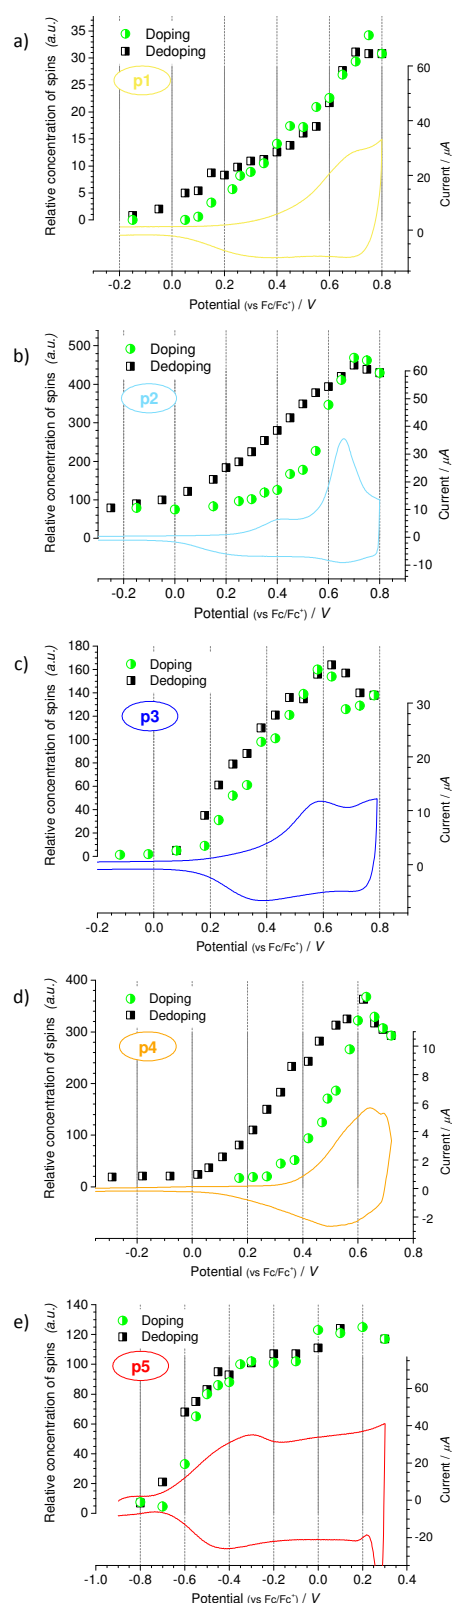 a)
Relative concentration of spins (a.u.)
35
30
25
20
15
10
5
0
Doping
Dedoping
p1
60
40
20
0
Current / μA
-0.2 0.0 0.2 0.4 0.6 0.8
Potential (vs Fc/Fc+) / V
b)
Relative concentration of spins (a.u.)
500
400
300
200
100
0
Doping
Dedoping
p2
60
50
40
30
20
10
0
-10
Current / μA
-0.2 0.0 0.2 0.4 0.6 0.8
Potential (vs Fc/Fc+) / V
c)
Relative concentration of spins (a.u.)
180
160
140
120
100
80
60
40
20
0
Doping
Dedoping
p3
30
20
10
0
Current / μA
-0.2 0.0 0.2 0.4 0.6 0.8
Potential (vs Fc/Fc+) / V
d)
Relative concentration of spins (a.u.)
400
300
200
100
0
Doping
Dedoping
p4
10
8
6
4
2
0
-2
Current / μA
-0.2 0.0 0.2 0.4 0.6 0.8
Potential (vs Fc/Fc+) / V
e)
Relative concentration of spins (a.u.)
140
120
100
80
60
40
20
0
Doping
Dedoping
p5
60
40
20
0
-20
Current / μA
-1.0 -0.8 -0.6 -0.4 -0.2 0.0 0.2 0.4
Potential (vs Fc/Fc+) / V